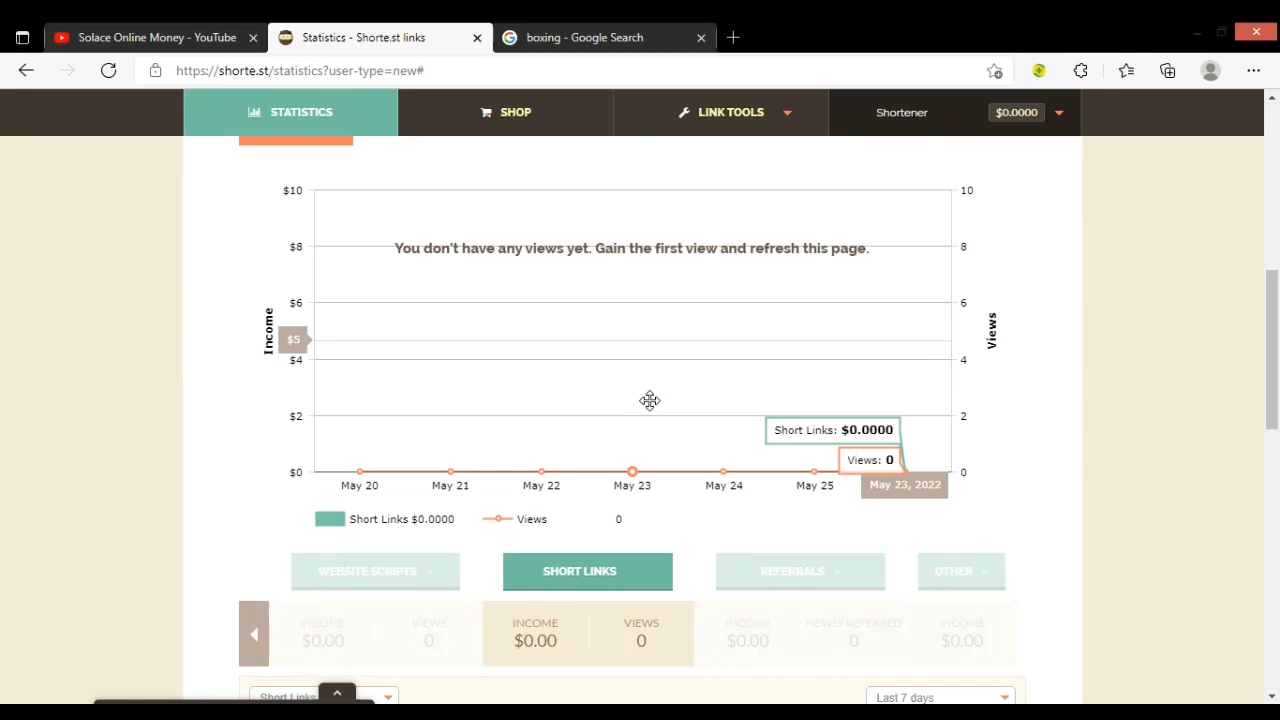 Solace Online Money - YouTube
Statistics - Shorte.st links
boxing - Google Search
https://shorte.st/statistics?user-type=new#
STATISTICS
SHOP
LINK TOOLS
Shortener
$0.0000
$10
10
You don't have any views yet. Gain the first view and refresh this page.
$8
8
$6
6
Income
Views
$5
$4
4
$2
2
Short Links: $0.0000
Views: 0
$0
0
May 20
May 21
May 22
May 23
May 24
May 25
May 23, 2022
Short Links $0.0000
Views
0
WEBSITE SCRIPTS
SHORT LINKS
REFERRALS
OTHER
INCOME
VIEWS
INCOME
VIEWS
INCOME
NEWLY REFERRED
INCOME
$0.00
0
$0.00
0
$0.00
0
$0.00
Short Links
Last 7 days